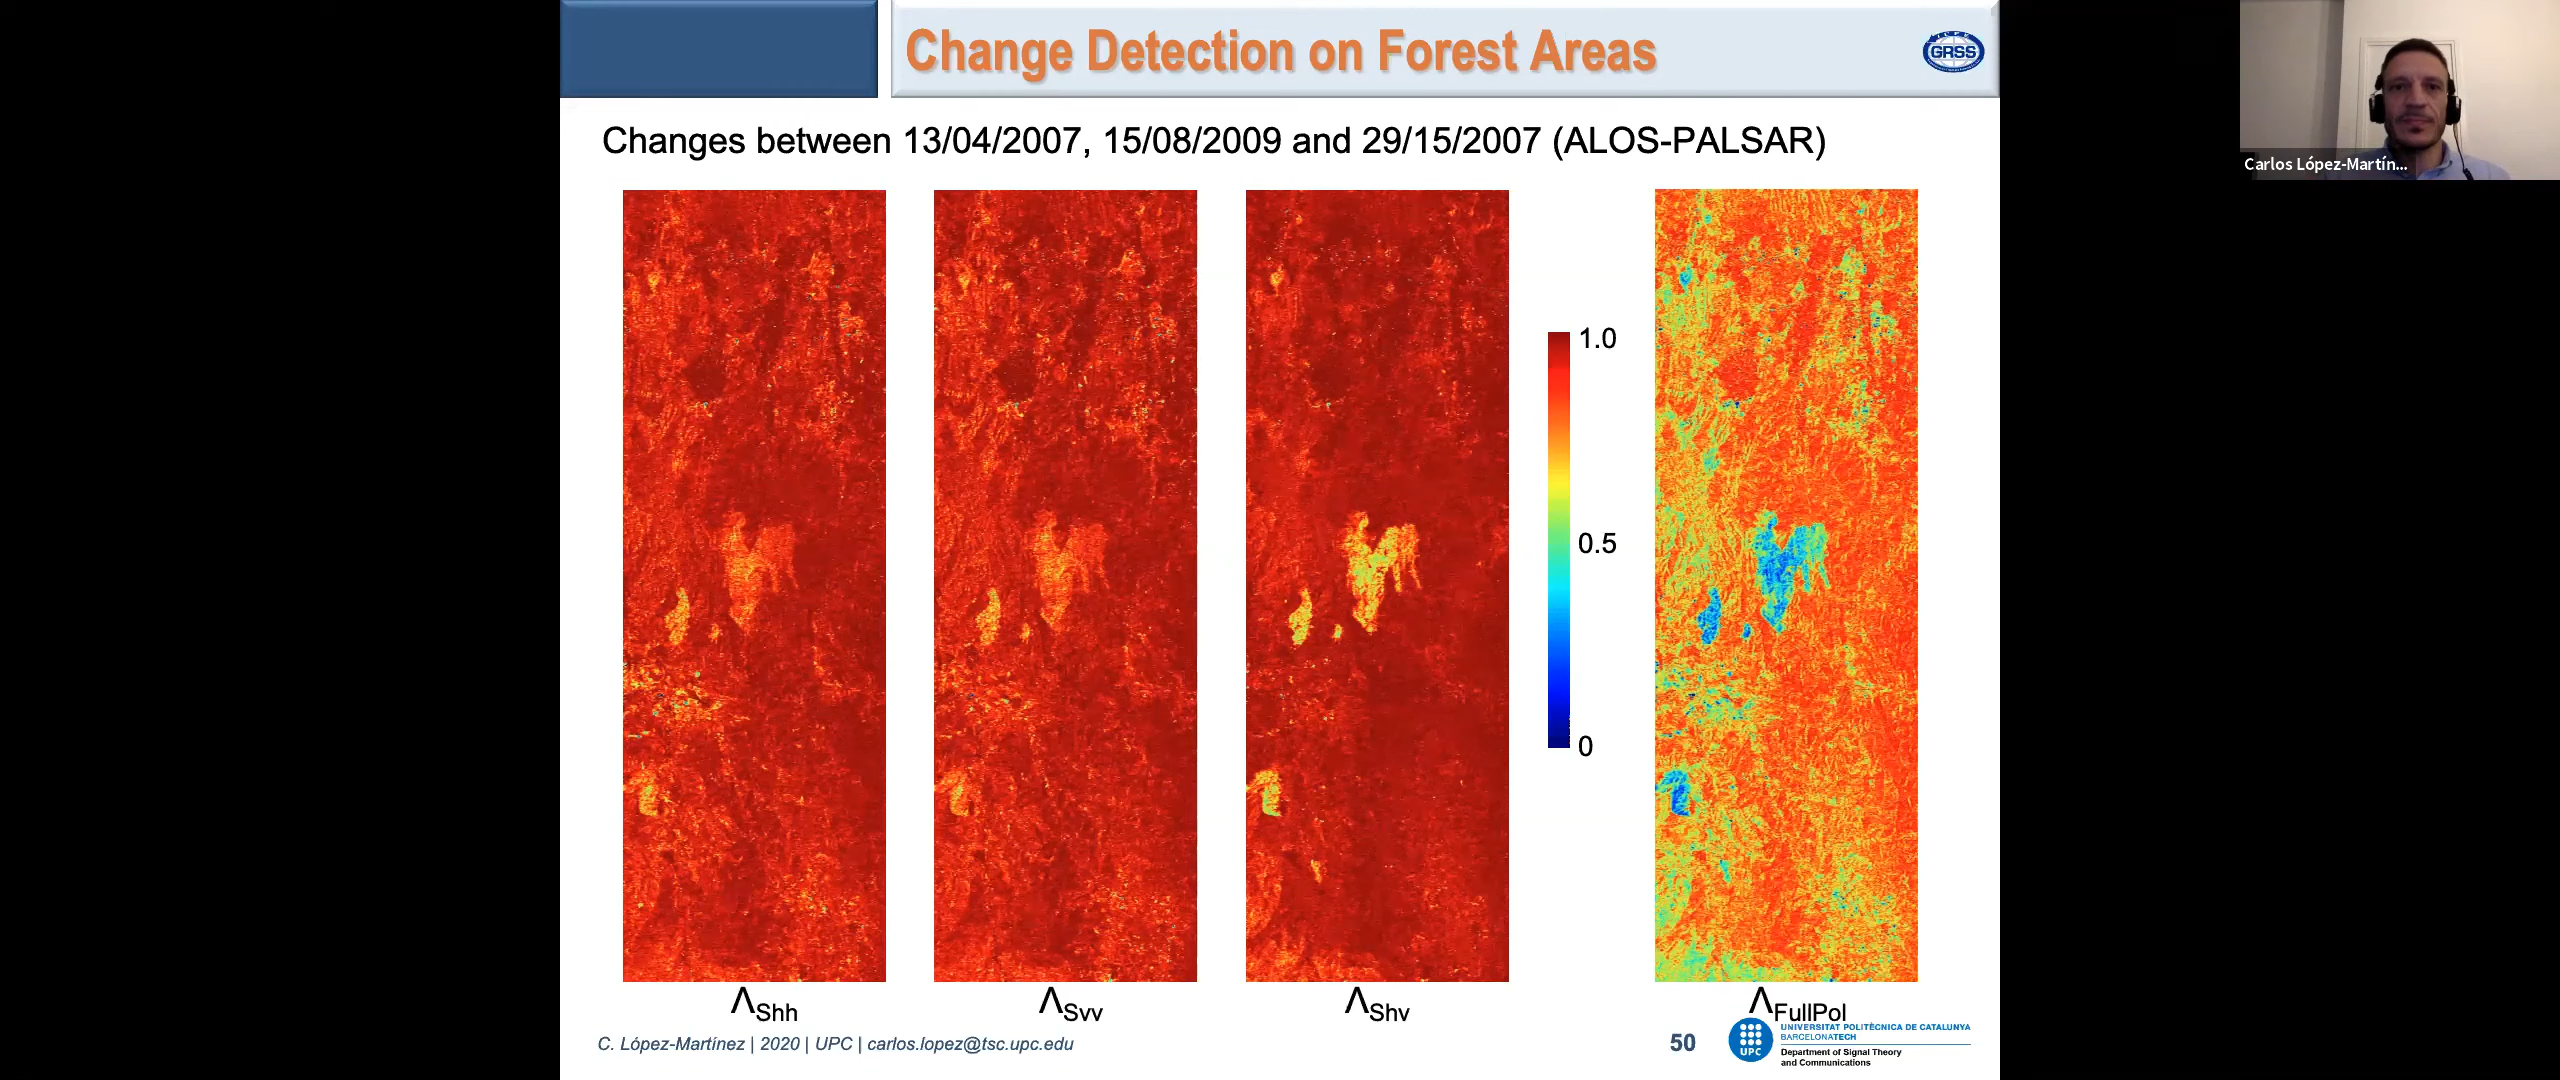 Change Detection on Forest Areas
GRSS
Carlos López-Martín...
Changes between 13/04/2007, 15/08/2009 and 29/15/2007 (ALOS-PALSAR)
1.0
0.5
0
ΛShh
ΛSvv
ΛShv
ΛFullPol
C. López-Martínez | 2020 | UPC | carlos.lopez@tsc.upc.edu
50
UPC
UNIVERSITAT POLITÈCNICA DE CATALUNYA
BARCELONATECH
Department of Signal Theory
and Communications